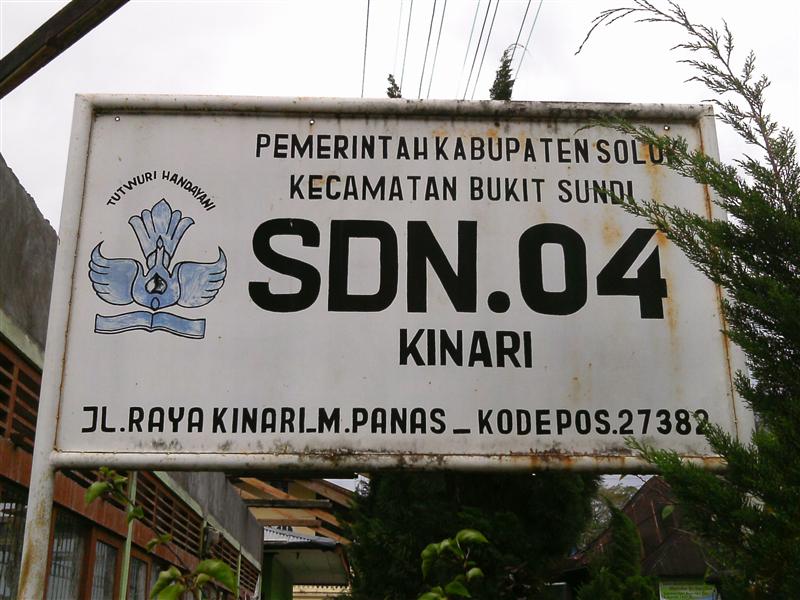 PEMERINTAH KABUPATEN SOLOK
KECAMATAN BUKIT SUNDI
TUTWURI HANDAYANI
SDN.04
KINARI
JL.RAYA KINARI_M.PANAS_KODEPOS.27382